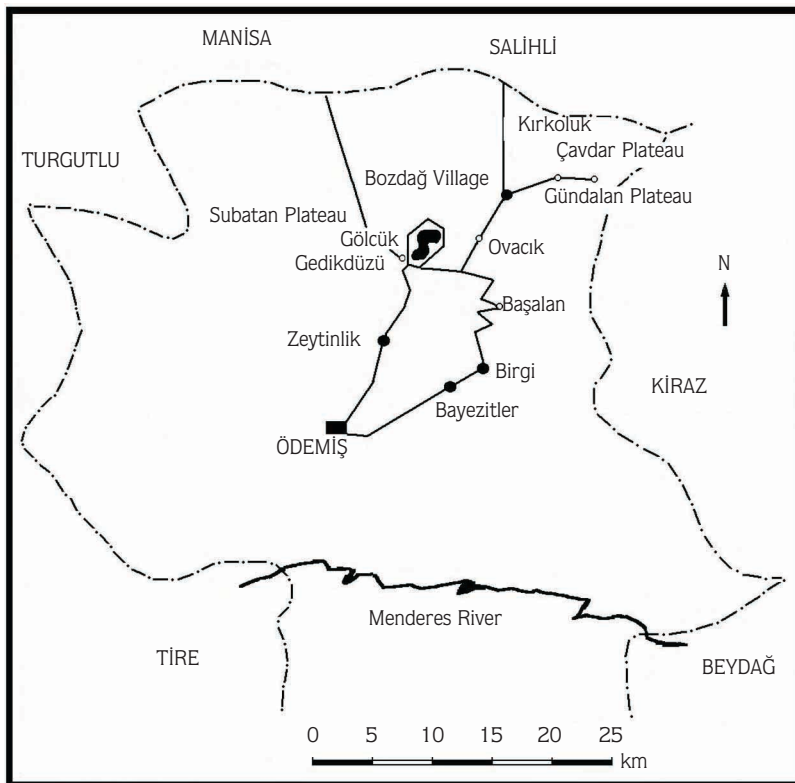 MANİSA
SALİHLİ
Kırkoluk
TURGUTLU
Çavdar Plateau
Bozdağ Village
Gündalan Plateau
Subatan Plateau
Gölcük
Ovacık
Gedikdüzü
N
Başalan
Zeytinlik
Birgi
KİRAZ
Bayezitler
ÖDEMİŞ
Menderes River
TİRE
BEYDAĞ
0 5 10 15 20 25
km